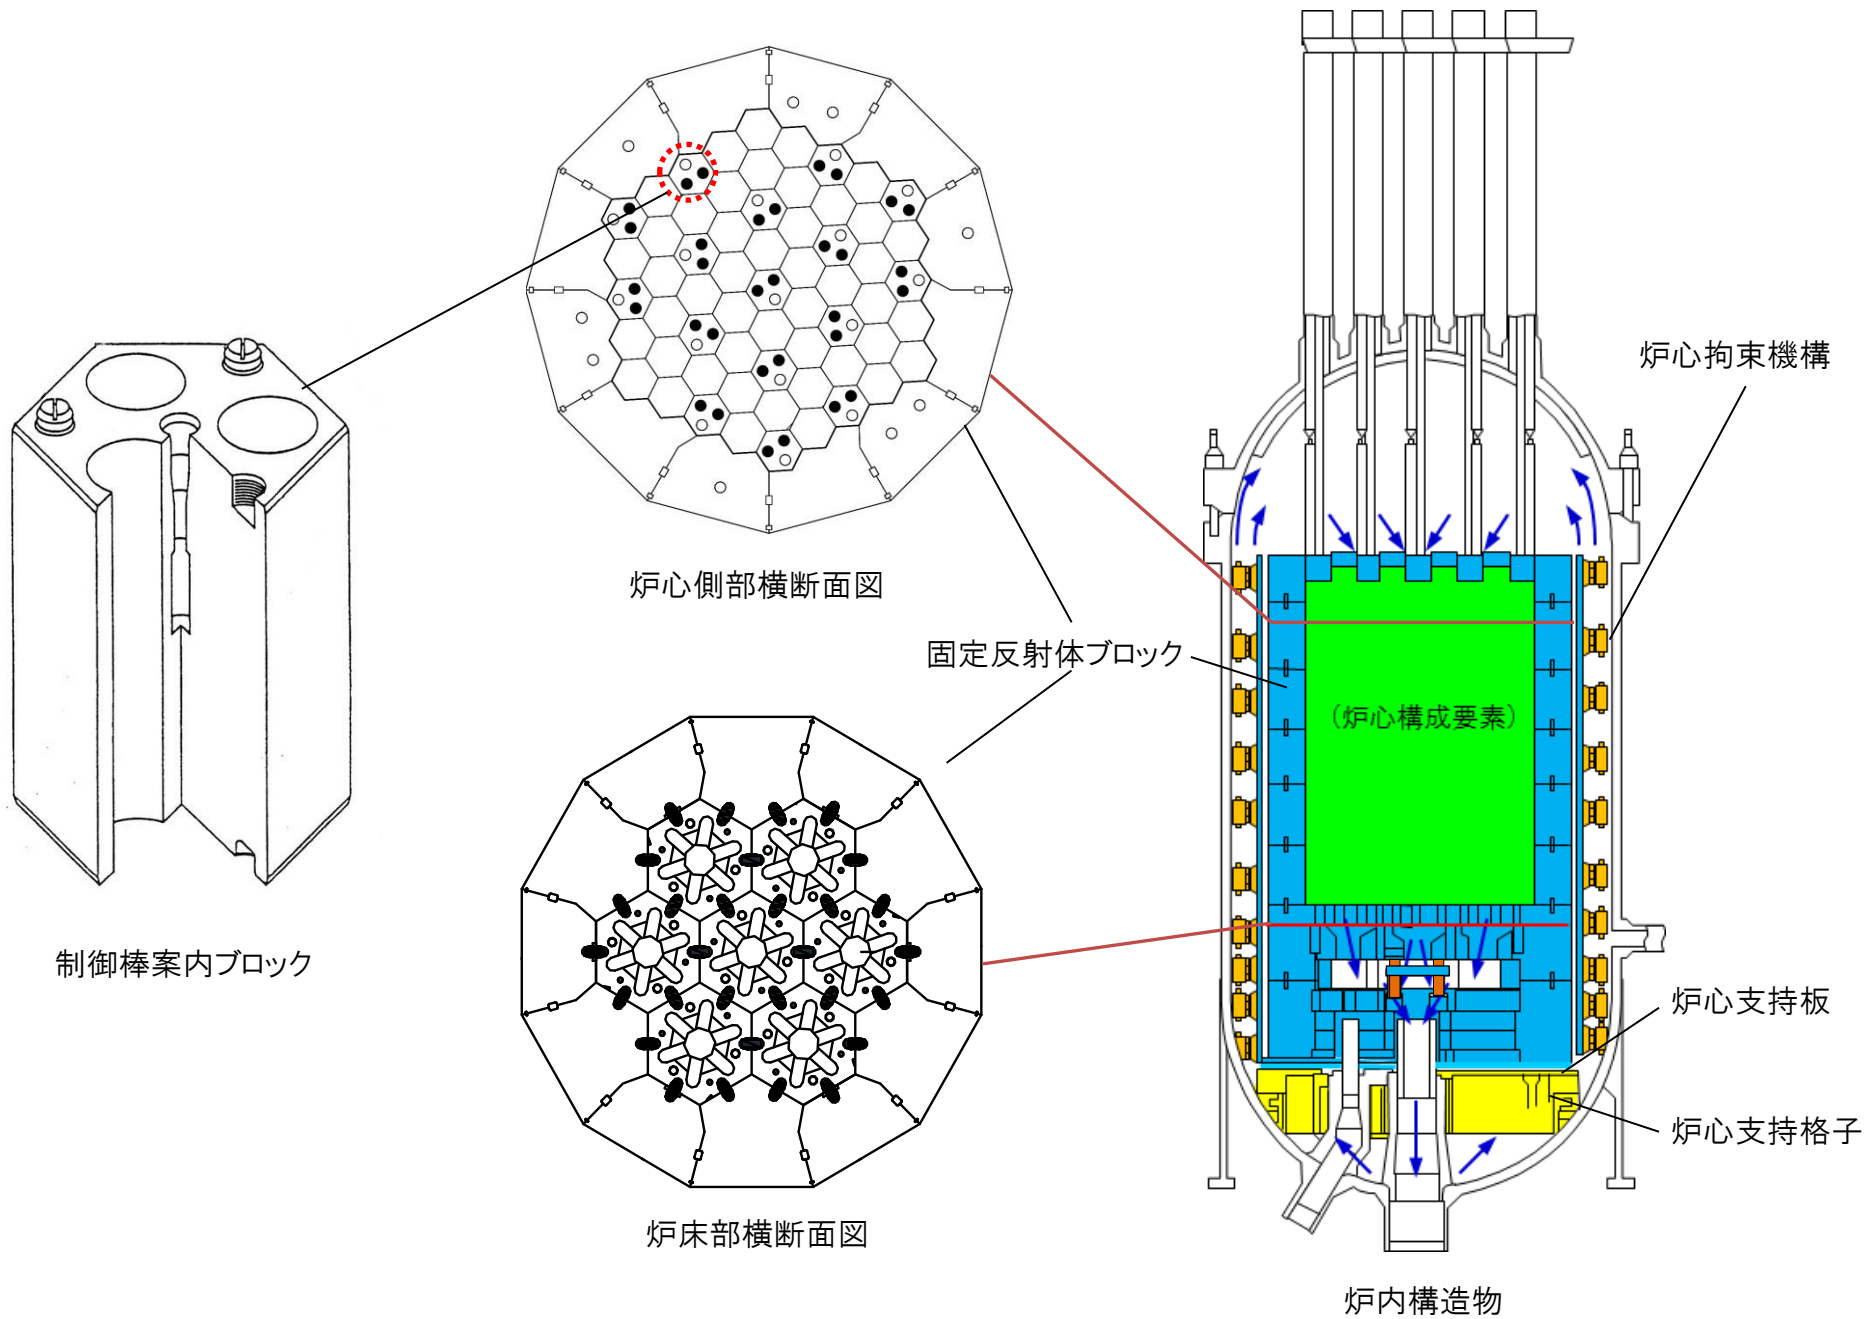 炉心拘束機構
炉心側部横断面図
固定反射体ブロック
(炉心構成要素)
制御棒案内ブロック
炉心支持板
炉心支持格子
炉床部横断面図
炉内構造物